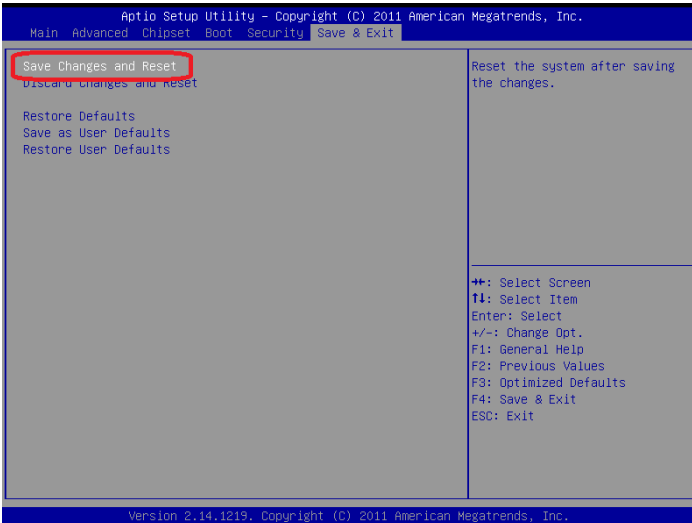 Aptio Setup Utility – Copyright (C) 2011 American Megatrends, Inc.
Main Advanced Chipset Boot Security Save & Exit
Save Changes and Reset
Discard Changes and Reset
Restore Defaults
Save as User Defaults
Restore User Defaults
Reset the system after saving
the changes.
→←: Select Screen
↑↓: Select Item
Enter: Select
+/-: Change Opt.
F1: General Help
F2: Previous Values
F3: Optimized Defaults
F4: Save & Exit
ESC: Exit
Version 2.14.1219. Copyright (C) 2011 American Megatrends, Inc.